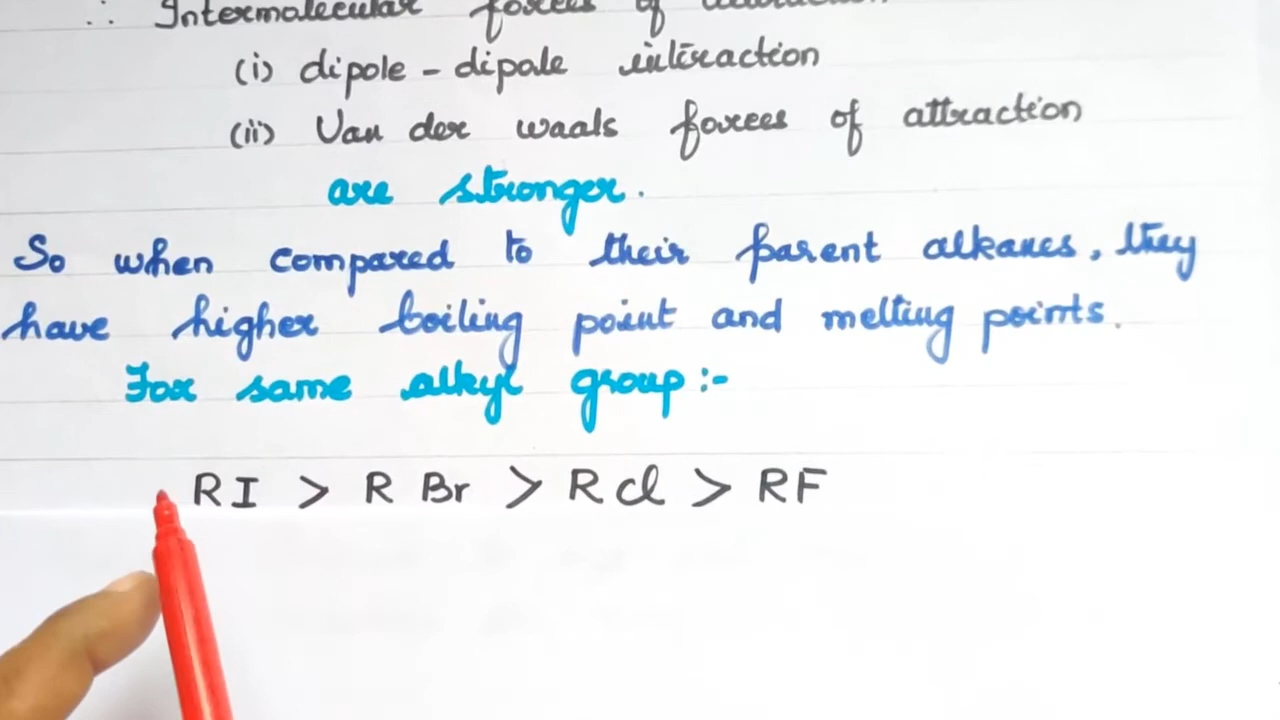 ∴ Intermolecular forces of attraction
(i) dipole - dipole interaction
(ii) Van der waals forces of attraction
are stronger.
So when compared to their parent alkanes, they
have higher boiling point and melting points.
For same alkyl group :-
RI > R Br > R Cl > RF